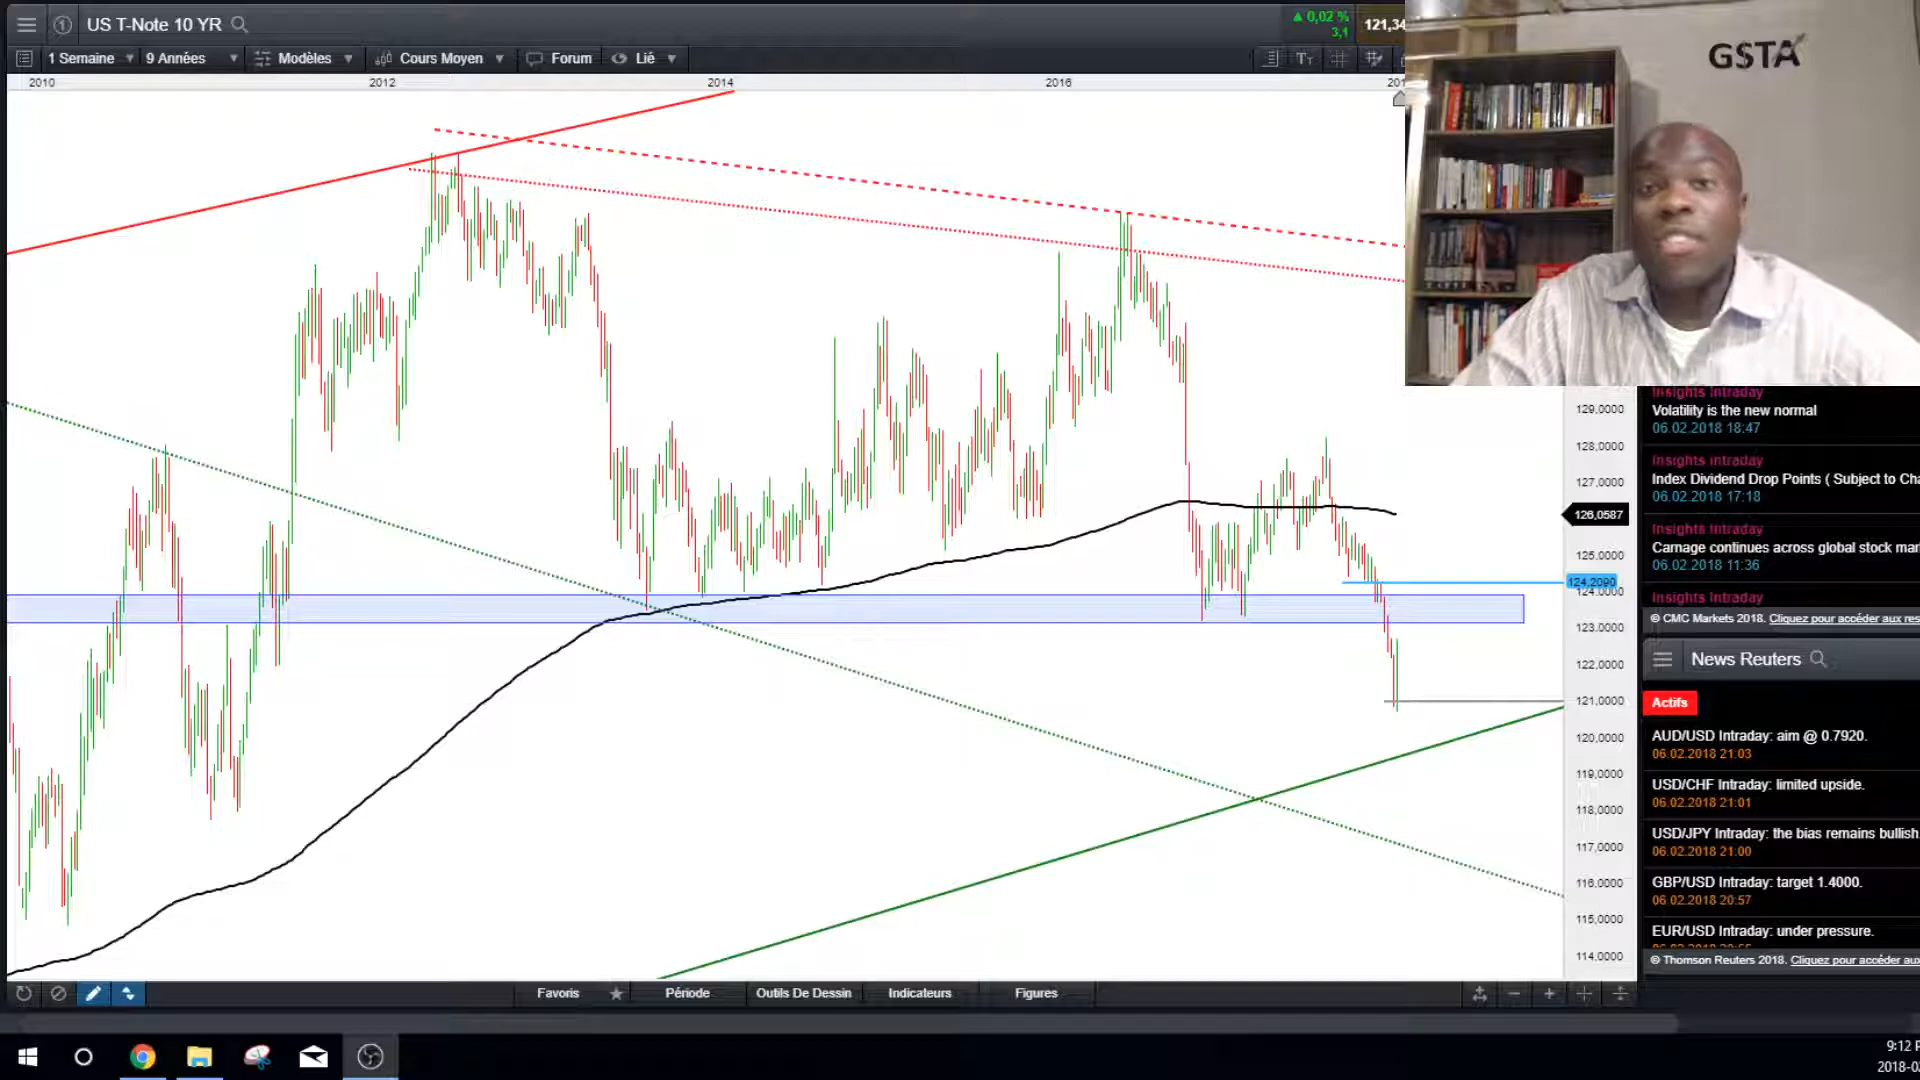 US T-Note 10 YR
0,02 %
3,1
121,34
1 Semaine
9 Années
Modèles
Cours Moyen
Forum
Lié
2010
2012
2014
2016
GSTA
129,0000
128,0000
127,0000
126,0587
125,0000
124,2090
124,0000
123,0000
122,0000
121,0000
120,0000
119,0000
118,0000
117,0000
116,0000
115,0000
114,0000
Insights Intraday
Volatility is the new normal
06.02.2018 18:47
Insights Intraday
Index Dividend Drop Points ( Subject to Cha
06.02.2018 17:18
Insights Intraday
Carnage continues across global stock mar
06.02.2018 11:36
Insights Intraday
© CMC Markets 2018. Cliquez pour accéder aux res
News Reuters
Actifs
AUD/USD Intraday: aim @ 0.7920.
06.02.2018 21:03
USD/CHF Intraday: limited upside.
06.02.2018 21:01
USD/JPY Intraday: the bias remains bullish.
06.02.2018 21:00
GBP/USD Intraday: target 1.4000.
06.02.2018 20:57
EUR/USD Intraday: under pressure.
© Thomson Reuters 2018. Cliquez pour accéder aux
Favoris
Période
Outils De Dessin
Indicateurs
Figures
9:12 P
2018-0